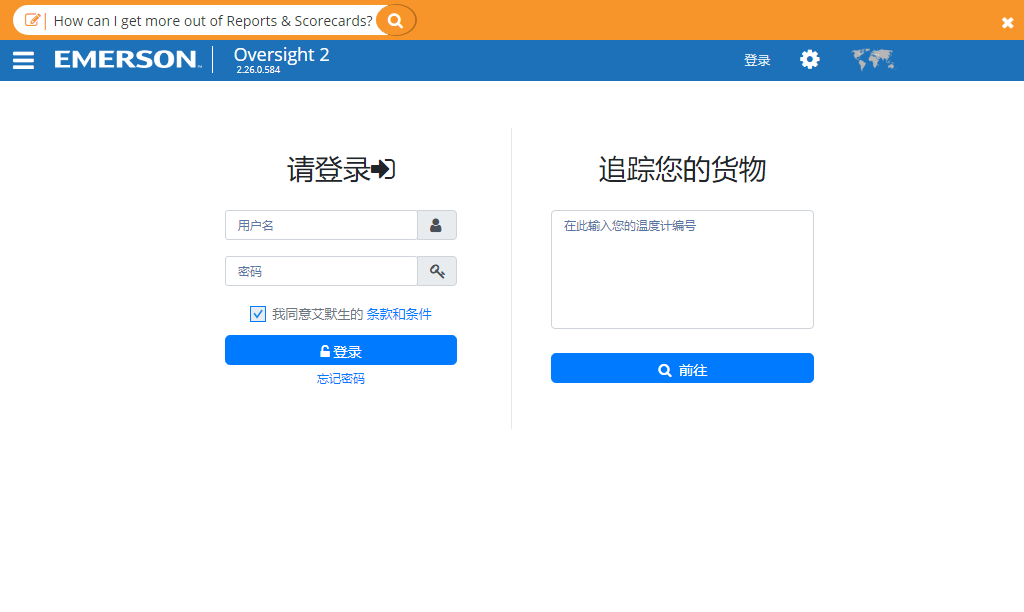 How can I get more out of Reports & Scorecards?
EMERSON™
Oversight 2
2.26.0.584
登录
请登录
用户名
密码
我同意艾默生的 条款和条件
登录
忘记密码
追踪您的货物
在此输入您的温度计编号
前往